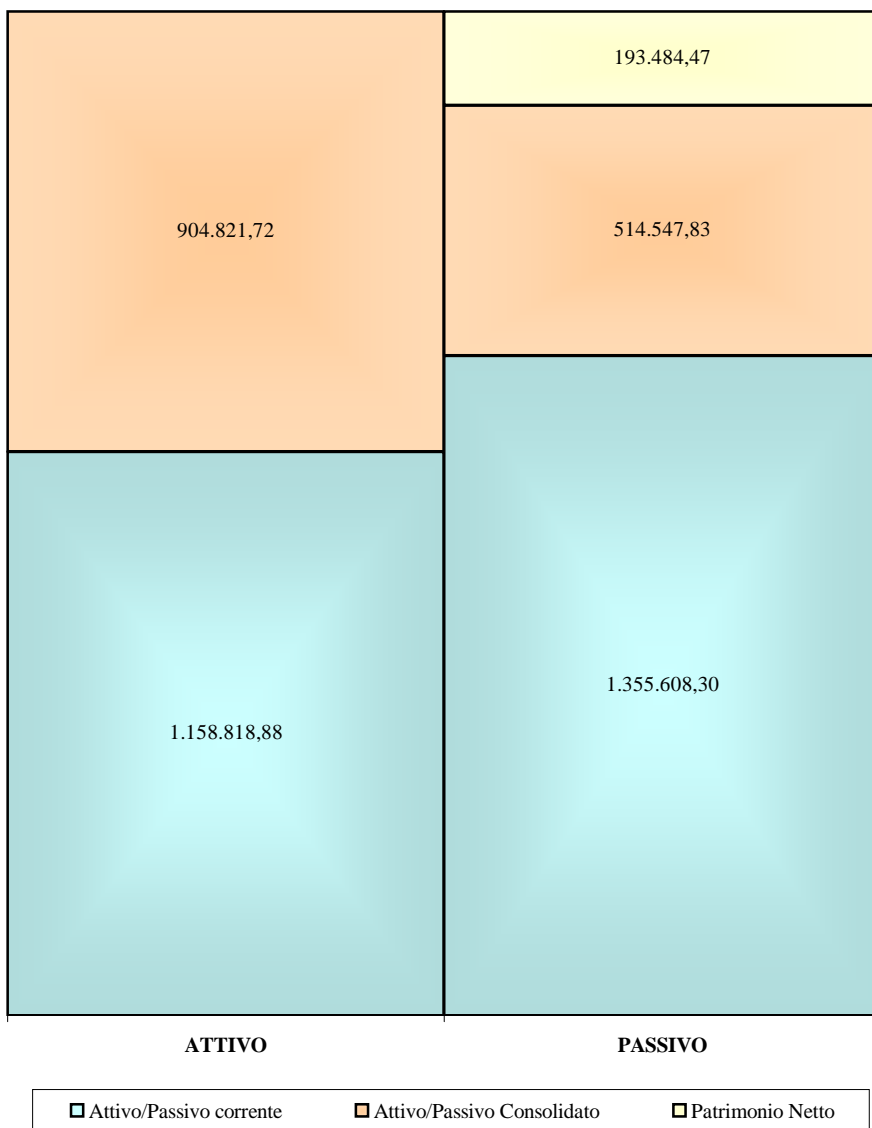 193.484,47
904.821,72
514.547,83
1.355.608,30
1.158.818,88
ATTIVO
PASSIVO
Attivo/Passivo corrente
Attivo/Passivo Consolidato
Patrimonio Netto